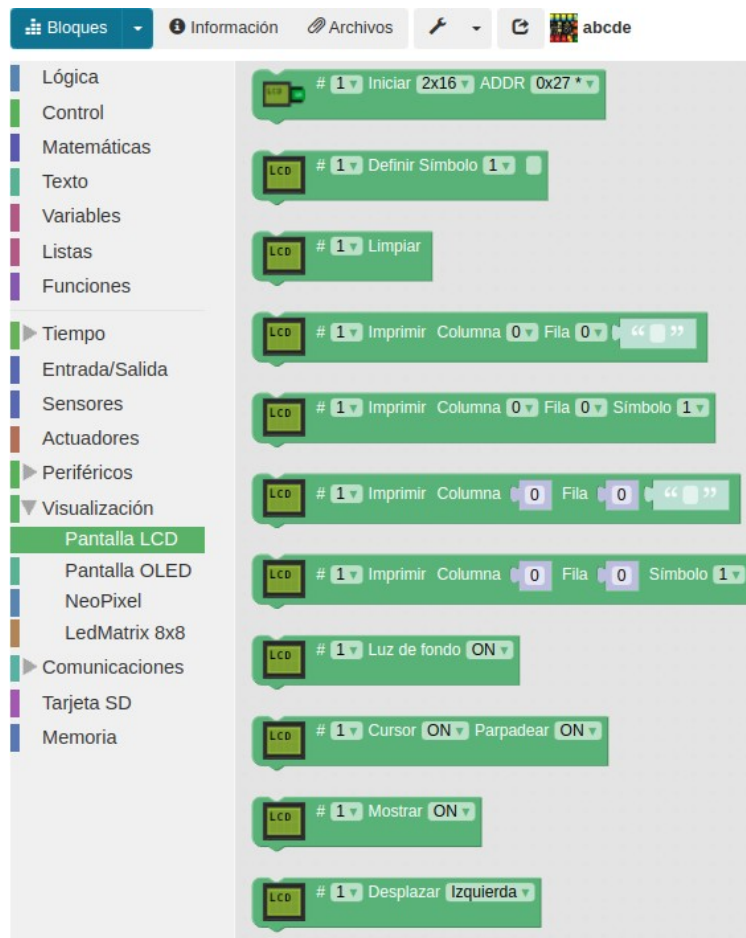 Bloques Información Archivos abcde
Lógica
Control
Matemáticas
Texto
Variables
Listas
Funciones
Tiempo
Entrada/Salida
Sensores
Actuadores
Periféricos
Visualización
Pantalla LCD
Pantalla OLED
NeoPixel
LedMatrix 8x8
Comunicaciones
Tarjeta SD
Memoria
LCD # 1 Iniciar 2x16 ADDR 0x27 *
LCD # 1 Definir Símbolo 1
LCD # 1 Limpiar
LCD # 1 Imprimir Columna 0 Fila 0 “ ”
LCD # 1 Imprimir Columna 0 Fila 0 Símbolo 1
LCD # 1 Imprimir Columna 0 Fila 0 “ ”
LCD # 1 Imprimir Columna 0 Fila 0 Símbolo 1
LCD # 1 Luz de fondo ON
LCD # 1 Cursor ON Parpadear ON
LCD # 1 Mostrar ON
LCD # 1 Desplazar Izquierda